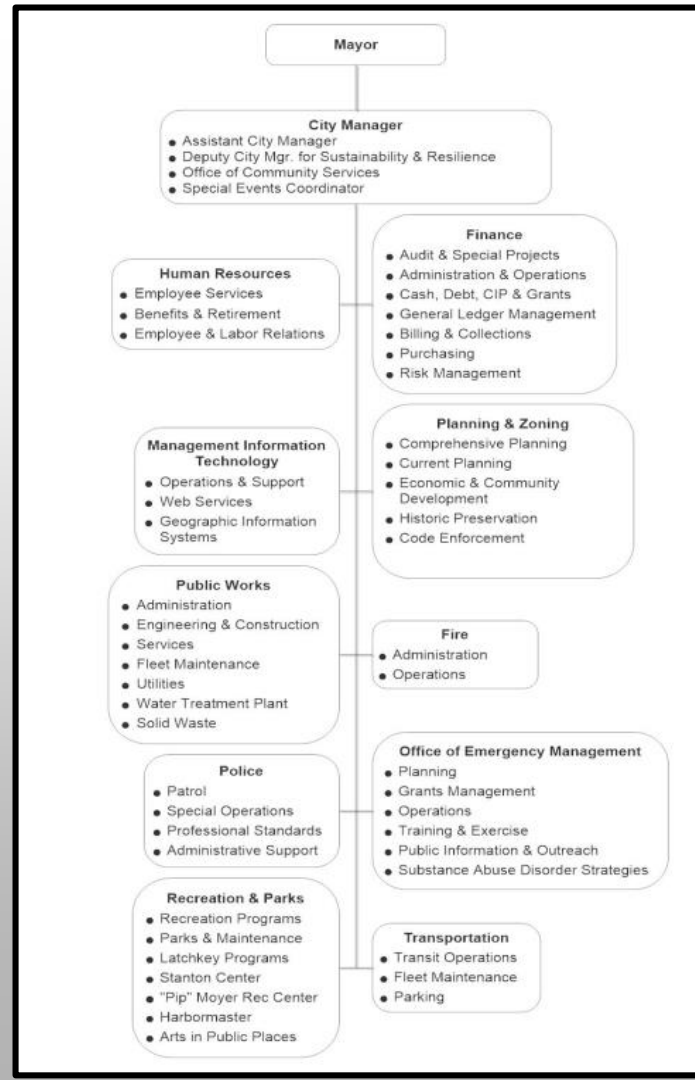 Mayor
City Manager
● Assistant City Manager
● Deputy City Mgr. for Sustainability & Resilience
● Office of Community Services
● Special Events Coordinator
Human Resources
● Employee Services
● Benefits & Retirement
● Employee & Labor Relations
Finance
● Audit & Special Projects
● Administration & Operations
● Cash, Debt, CIP & Grants
● General Ledger Management
● Billing & Collections
● Purchasing
● Risk Management
Management Information
Technology
● Operations & Support
● Web Services
● Geographic Information
Systems
Planning & Zoning
● Comprehensive Planning
● Current Planning
● Economic & Community
Development
● Historic Preservation
● Code Enforcement
Public Works
● Administration
● Engineering & Construction
● Services
● Fleet Maintenance
● Utilities
● Water Treatment Plant
● Solid Waste
Fire
● Administration
● Operations
Police
● Patrol
● Special Operations
● Professional Standards
● Administrative Support
Office of Emergency Management
● Planning
● Grants Management
● Operations
● Training & Exercise
● Public Information & Outreach
● Substance Abuse Disorder Strategies
Recreation & Parks
● Recreation Programs
● Parks & Maintenance
● Latchkey Programs
● Stanton Center
● "Pip" Moyer Rec Center
● Harbormaster
● Arts in Public Places
Transportation
● Transit Operations
● Fleet Maintenance
● Parking